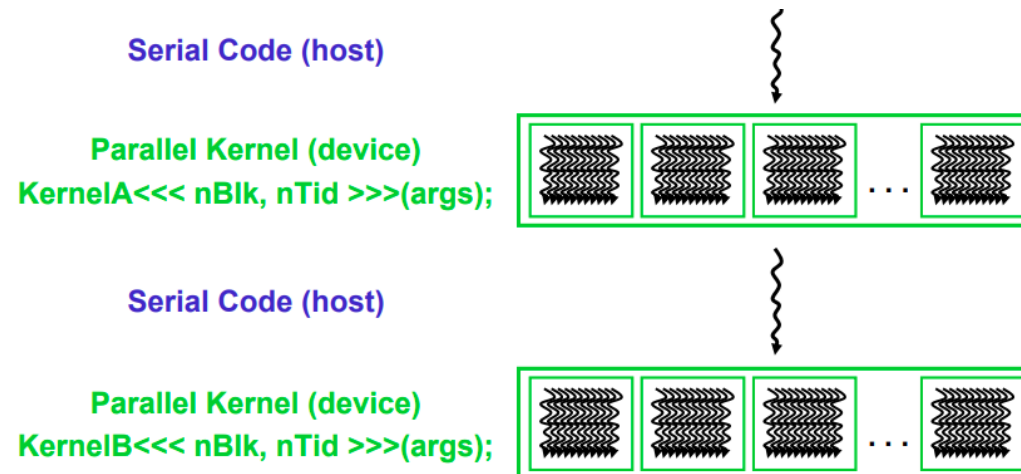 Serial Code (host)
Parallel Kernel (device)
KernelA<<< nBlk, nTid >>>(args);
. . .
Serial Code (host)
Parallel Kernel (device)
KernelB<<< nBlk, nTid >>>(args);
. . .